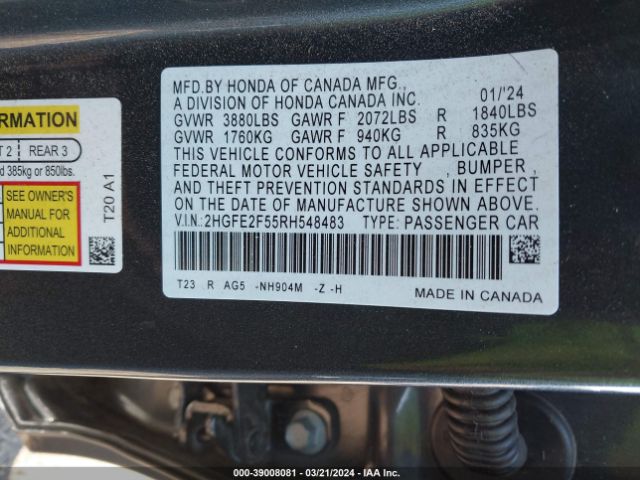 MFD.BY HONDA OF CANADA MFG.,
A DIVISION OF HONDA CANADA INC. 01/'24
GVWR 3880LBS GAWR F 2072LBS R 1840LBS
GVWR 1760KG GAWR F 940KG R 835KG
THIS VEHICLE CONFORMS TO ALL APPLICABLE
FEDERAL MOTOR VEHICLE SAFETY , BUMPER ,
AND THEFT PREVENTION STANDARDS IN EFFECT
ON THE DATE OF MANUFACTURE SHOWN ABOVE.
V.I.N: 2HGFE2F55RH548483 TYPE: PASSENGER CAR
T23 R AG5 -NH904M -Z -H
MADE IN CANADA
REAR 3
385kg or 850lbs.
SEE OWNER'S
MANUAL FOR
ADDITIONAL
INFORMATION
T20 A1
000-39008081 - 03/21/2024 - IAA Inc.